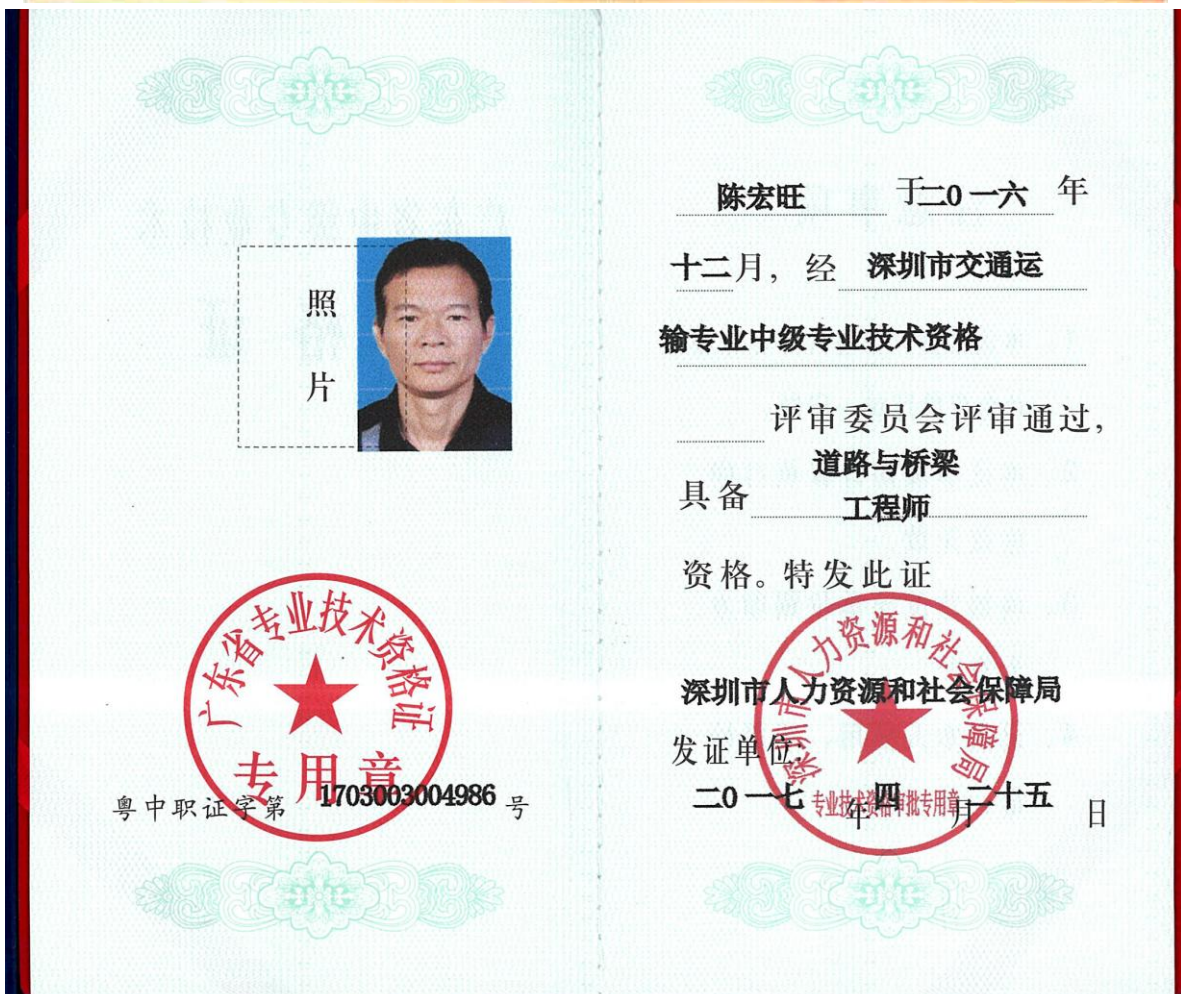 照
片
广东省专业技术资格证
专用章
粤中职证字第 1703003004986 号
陈宏旺 于二0一六 年
十二月，经 深圳市交通运
输专业中级专业技术资格
评审委员会评审通过，
道路与桥梁
具备 工程师
资格。特发此证
深圳市人力资源和社会保障局
深圳市人力资源和社会保障局
发证单位：
二0一七 年 四 月 二十五 日
专业技术资格审批专用章